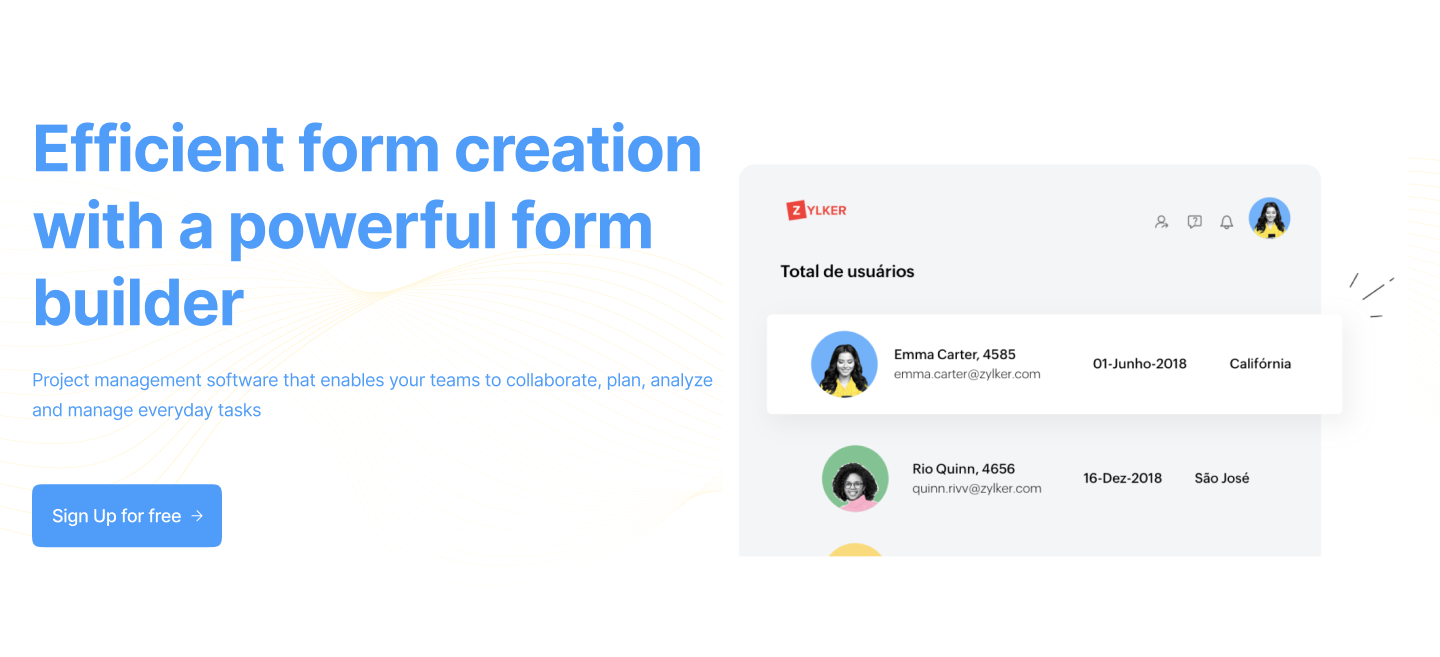 Efficient form creation
with a powerful form
builder
Project management software that enables your teams to collaborate, plan, analyze
and manage everyday tasks
Sign Up for free →
ZYLKER
Total de usuários
Emma Carter, 4585
emma.carter@zylker.com
01-Junho-2018
Califórnia
Rio Quinn, 4656
quinn.rivv@zylker.com
16-Dez-2018
São José